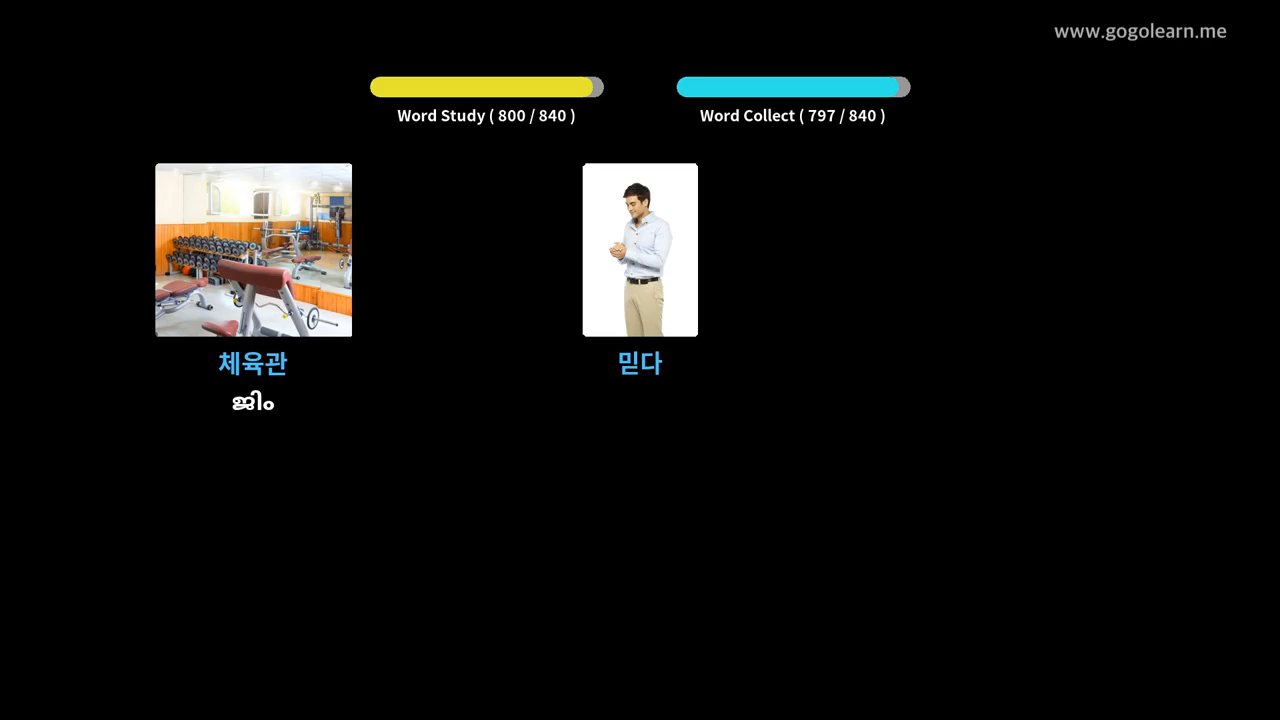 www.gogolearn.me
Word Study ( 800 / 840 )
Word Collect ( 797 / 840 )
체육관
믿다
ജിം